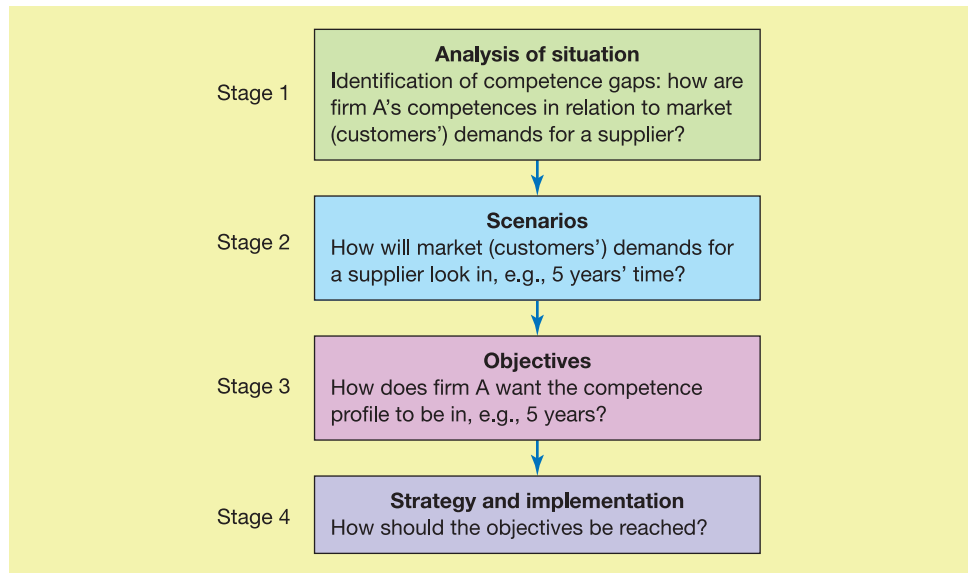 Analysis of situation
Stage 1
Identification of competence gaps: how are
firm A’s competences in relation to market
(customers’) demands for a supplier?
Scenarios
Stage 2
How will market (customers’) demands for
a supplier look in, e.g., 5 years’ time?
Objectives
Stage 3
How does firm A want the competence
profile to be in, e.g., 5 years?
Strategy and implementation
Stage 4
How should the objectives be reached?